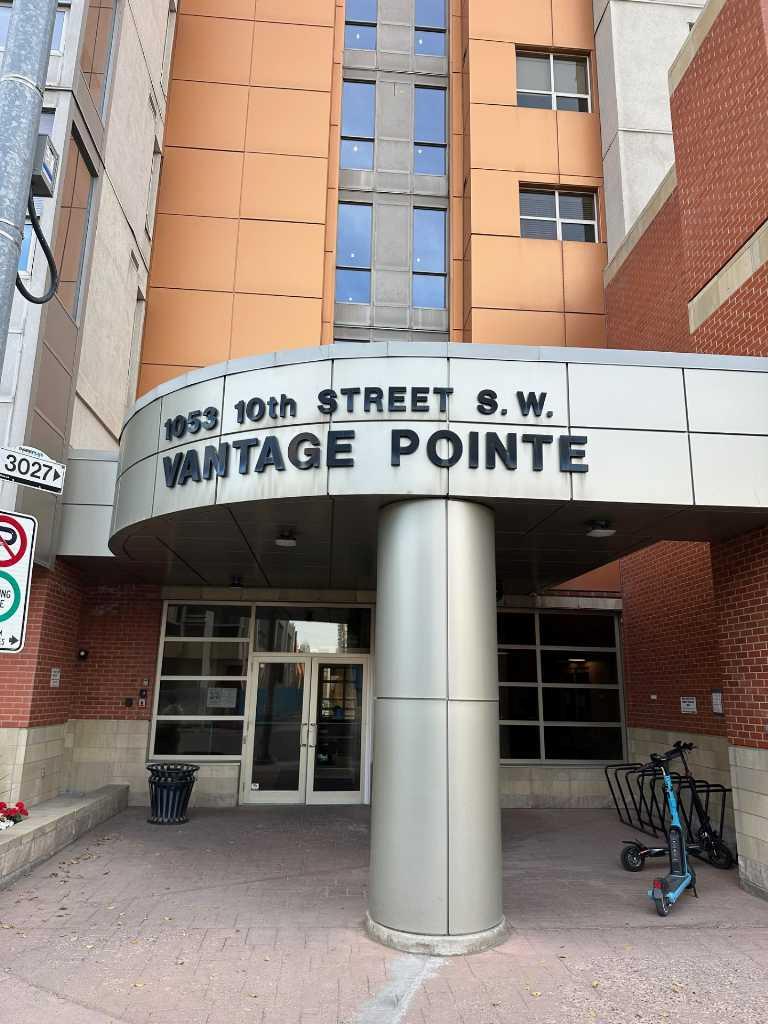 1053 10th STREET S.W.
VANTAGE POINTE
3027
P